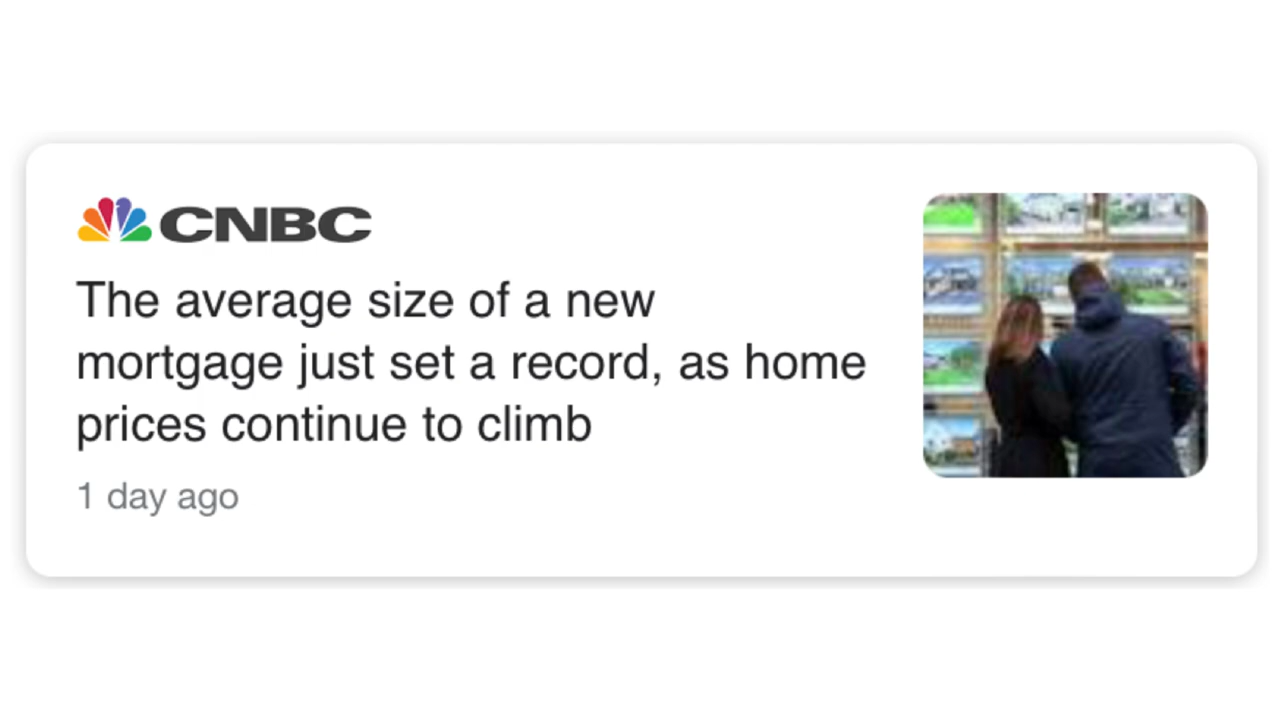 CNBC
The average size of a new
mortgage just set a record, as home
prices continue to climb
1 day ago